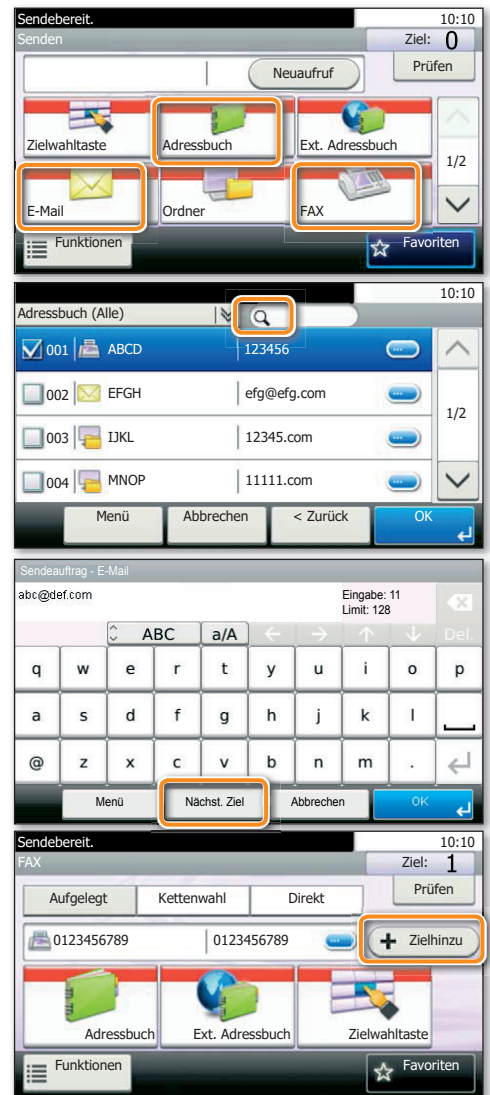 Sendebereit. 10:10
Senden Ziel: 0
Neuaufruf Prüfen
Zielwahltaste Adressbuch Ext. Adressbuch
1/2
E-Mail Ordner FAX
Funktionen Favoriten
10:10
Adressbuch (Alle)
001 ABCD 123456
002 EFGH efg@efg.com
1/2
003 IJKL 12345.com
004 MNOP 11111.com
Menü Abbrechen < Zurück OK
Sendeauftrag - E-Mail
abc@def.com Eingabe: 11
Limit: 128
ABC a/A Del.
q w e r t y u i o p
a s d f g h j k l
@ z x c v b n m .
Menü Nächst. Ziel Abbrechen OK
Sendebereit. 10:10
FAX Ziel: 1
Aufgelegt Kettenwahl Direkt Prüfen
0123456789 0123456789 + Zielhinzu
Adressbuch Ext. Adressbuch Zielwahltaste
Funktionen Favoriten